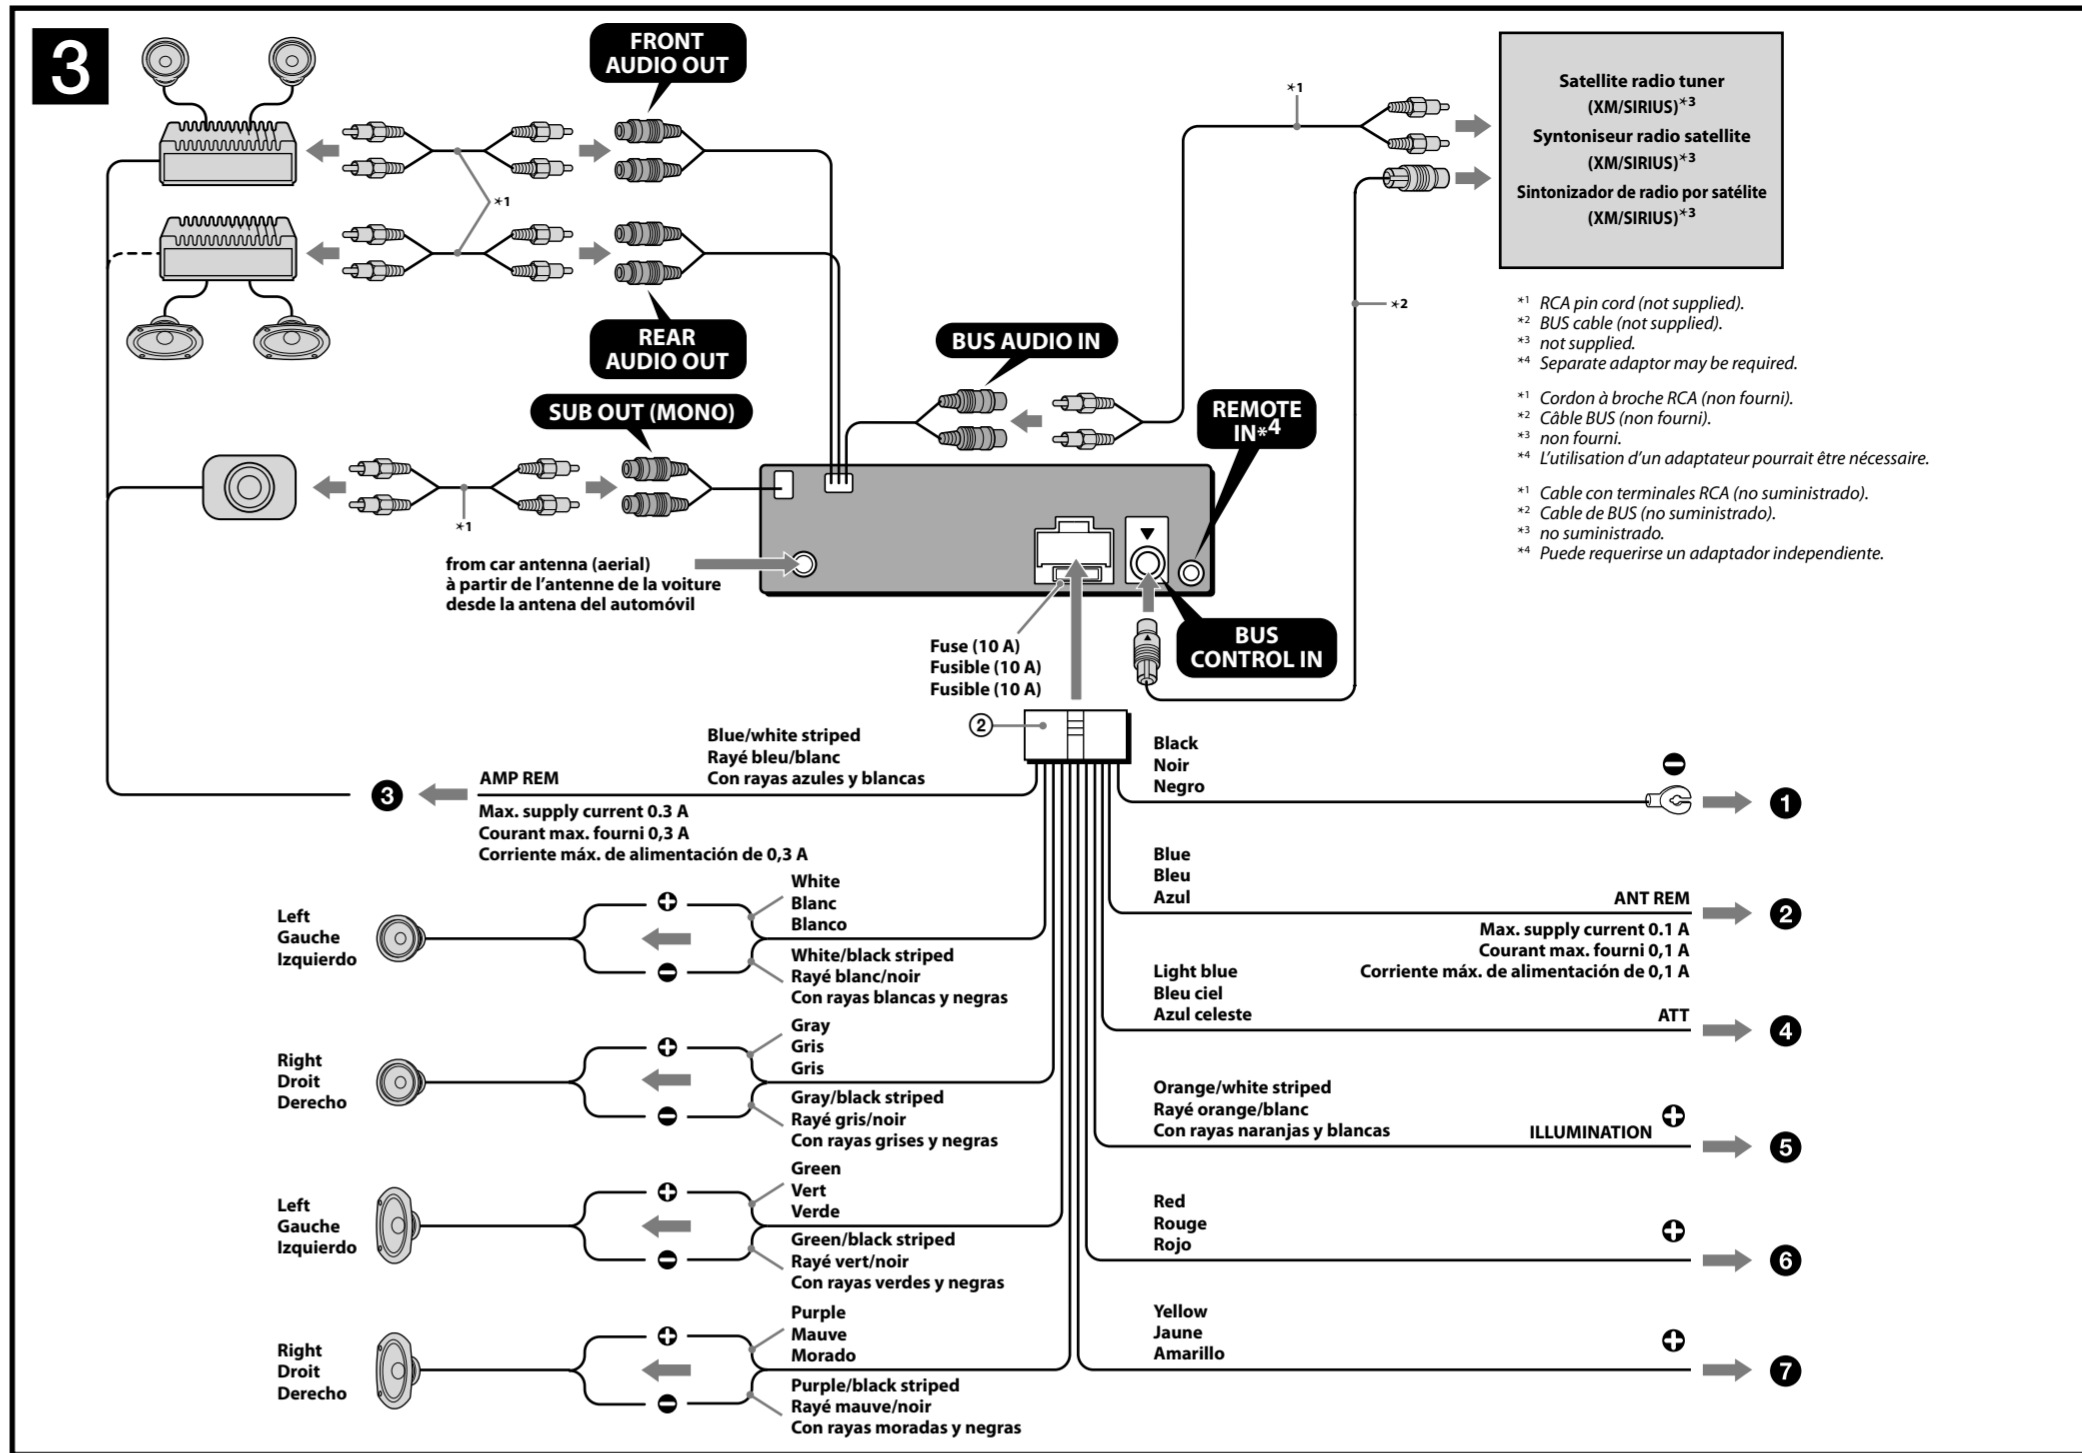 3
FRONT
AUDIO OUT
*1
*1
Satellite radio tuner
(XM/SIRIUS)*3
Syntoniseur radio satellite
(XM/SIRIUS)*3
Sintonizador de radio por satélite
(XM/SIRIUS)*3
REAR
AUDIO OUT
*2
*1 RCA pin cord (not supplied).
*2 BUS cable (not supplied).
*3 not supplied.
*4 Separate adaptor may be required.
*1 Cordon à broche RCA (non fourni).
*2 Câble BUS (non fourni).
*3 non fourni.
*4 L'utilisation d'un adaptateur pourrait être nécessaire.
*1 Cable con terminales RCA (no suministrado).
*2 Cable de BUS (no suministrado).
*3 no suministrado.
*4 Puede requerirse un adaptador independiente.
BUS AUDIO IN
SUB OUT (MONO)
REMOTE
IN*4
*1
from car antenna (aerial)
à partir de l'antenne de la voiture
desde la antena del automóvil
Fuse (10 A)
Fusible (10 A)
Fusible (10 A)
BUS
CONTROL IN
2
Blue/white striped
Rayé bleu/blanc
Con rayas azules y blancas
3
AMP REM
Max. supply current 0.3 A
Courant max. fourni 0,3 A
Corriente máx. de alimentación de 0,3 A
Black
Noir
Negro
1
Left
Gauche
Izquierdo
White
Blanc
Blanco
White/black striped
Rayé blanc/noir
Con rayas blancas y negras
Blue
Bleu
Azul
ANT REM
2
Max. supply current 0.1 A
Courant max. fourni 0,1 A
Corriente máx. de alimentación de 0,1 A
Light blue
Bleu ciel
Azul celeste
ATT
4
Right
Droit
Derecho
Gray
Gris
Gris
Gray/black striped
Rayé gris/noir
Con rayas grises y negras
Orange/white striped
Rayé orange/blanc
Con rayas naranjas y blancas
ILLUMINATION
5
Left
Gauche
Izquierdo
Green
Vert
Verde
Green/black striped
Rayé vert/noir
Con rayas verdes y negras
Red
Rouge
Rojo
6
Right
Droit
Derecho
Purple
Mauve
Morado
Purple/black striped
Rayé mauve/noir
Con rayas moradas y negras
Yellow
Jaune
Amarillo
7